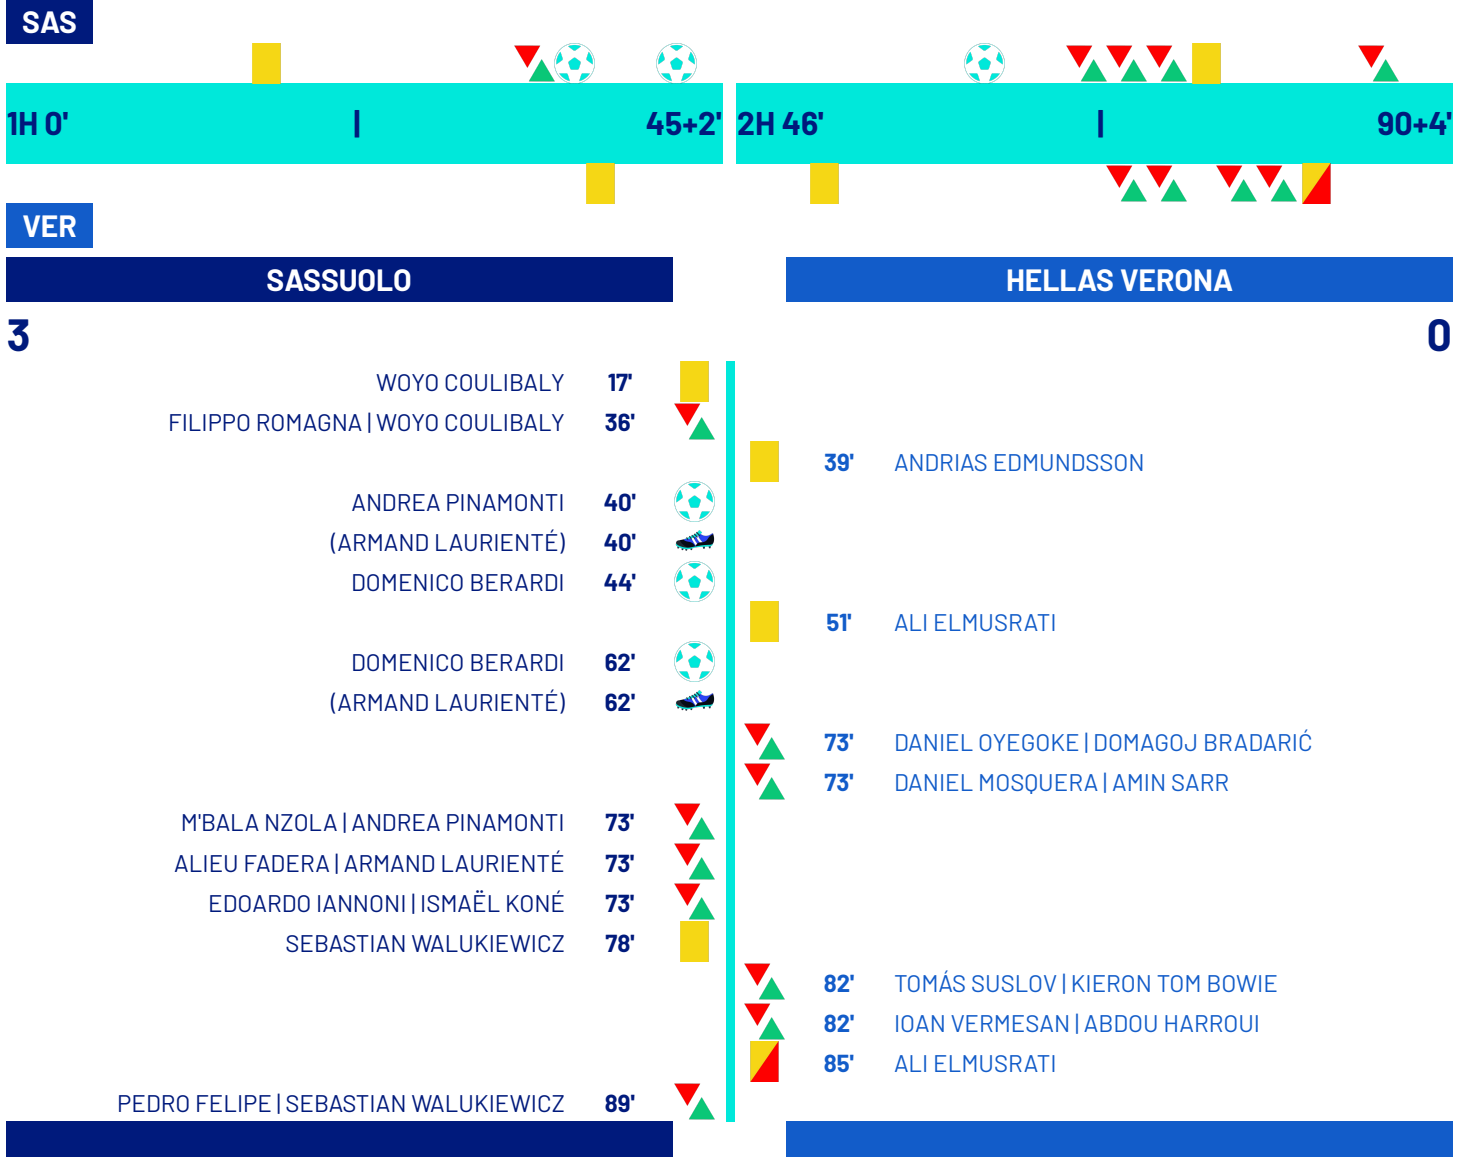 SAS
1H 0' | 45+2' 2H 46' | 90+4'
VER
SASSUOLO HELLAS VERONA
3 0
WOYO COULIBALY 17'
FILIPPO ROMAGNA | WOYO COULIBALY 36'
39' ANDRIAS EDMUNDSSON
ANDREA PINAMONTI 40'
(ARMAND LAURIENTÉ) 40'
DOMENICO BERARDI 44'
51' ALI ELMUSRATI
DOMENICO BERARDI 62'
(ARMAND LAURIENTÉ) 62'
73' DANIEL OYEGOKE | DOMAGOJ BRADARIĆ
73' DANIEL MOSQUERA | AMIN SARR
M'BALA NZOLA | ANDREA PINAMONTI 73'
ALIEU FADERA | ARMAND LAURIENTÉ 73'
EDOARDO IANNONI | ISMAËL KONÉ 73'
SEBASTIAN WALUKIEWICZ 78'
82' TOMÁS SUSLOV | KIERON TOM BOWIE
82' IOAN VERMESAN | ABDOU HARROUI
85' ALI ELMUSRATI
PEDRO FELIPE | SEBASTIAN WALUKIEWICZ 89'